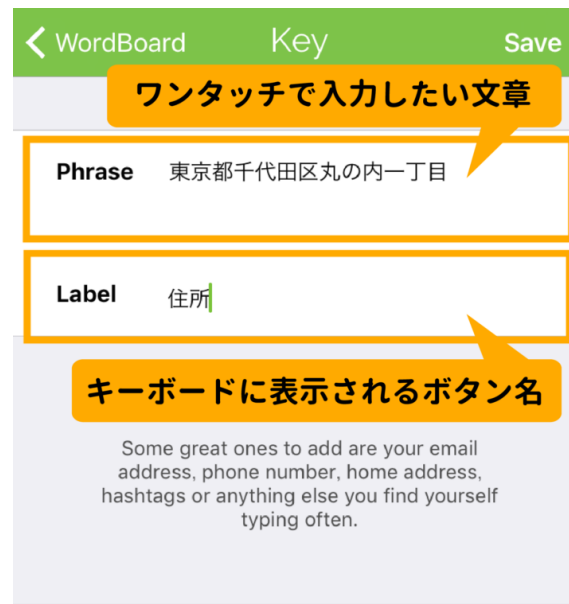 WordBoard Key Save
ワンタッチで入力したい文章
Phrase 東京都千代田区丸の内一丁目
Label 住所
キーボードに表示されるボタン名
Some great ones to add are your email
address, phone number, home address,
hashtags or anything else you find yourself
typing often.